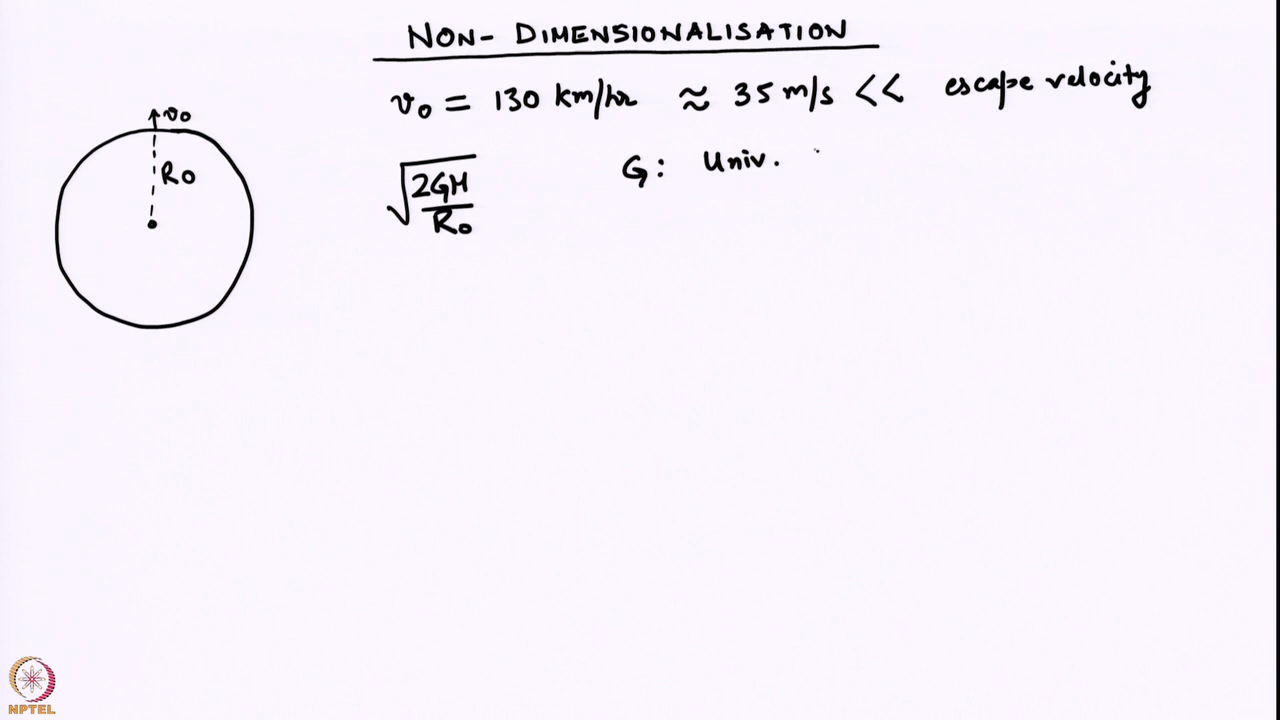 NON- DIMENSIONALISATION
v₀ = 130 km/hr ≈ 35 m/s << escape velocity
v₀
R₀
√(2GM/R₀) G: Univ.
NPTEL